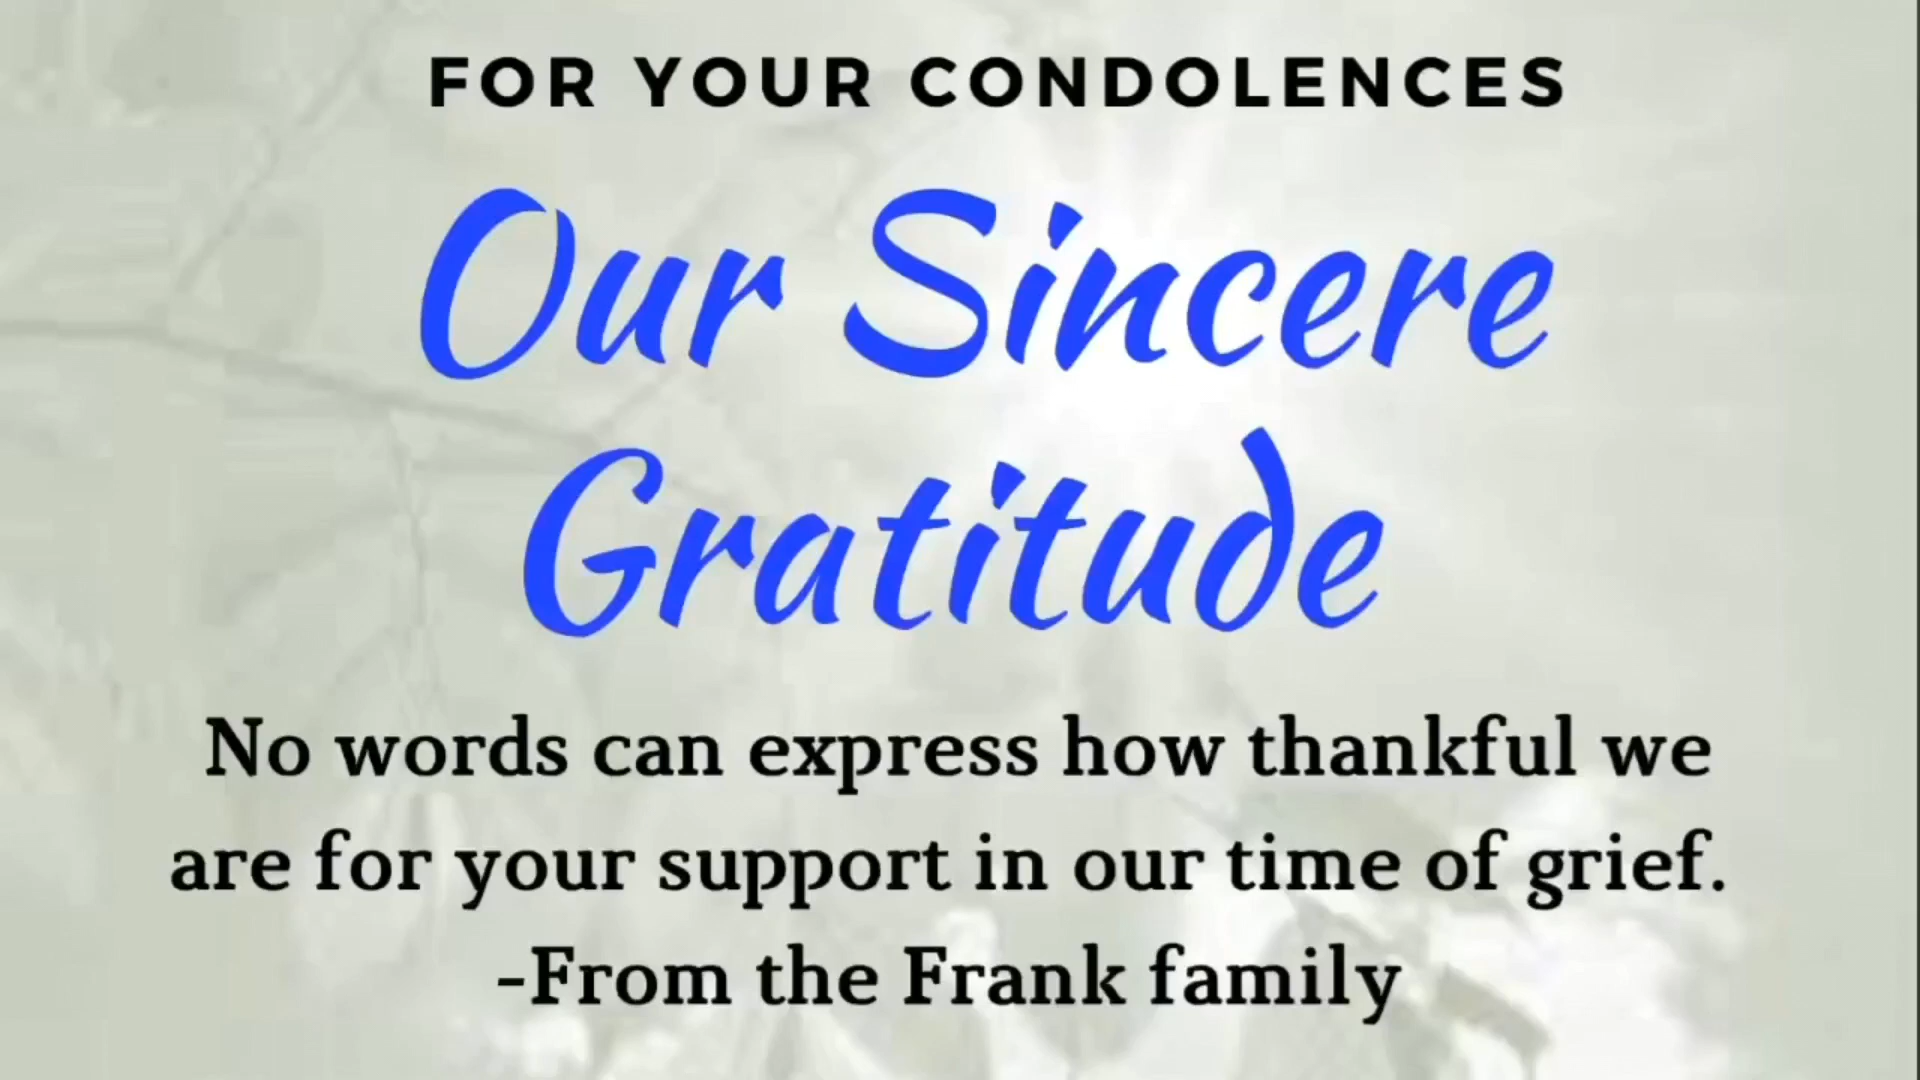 FOR YOUR CONDOLENCES
Our Sincere
Gratitude
No words can express how thankful we
are for your support in our time of grief.
-From the Frank family